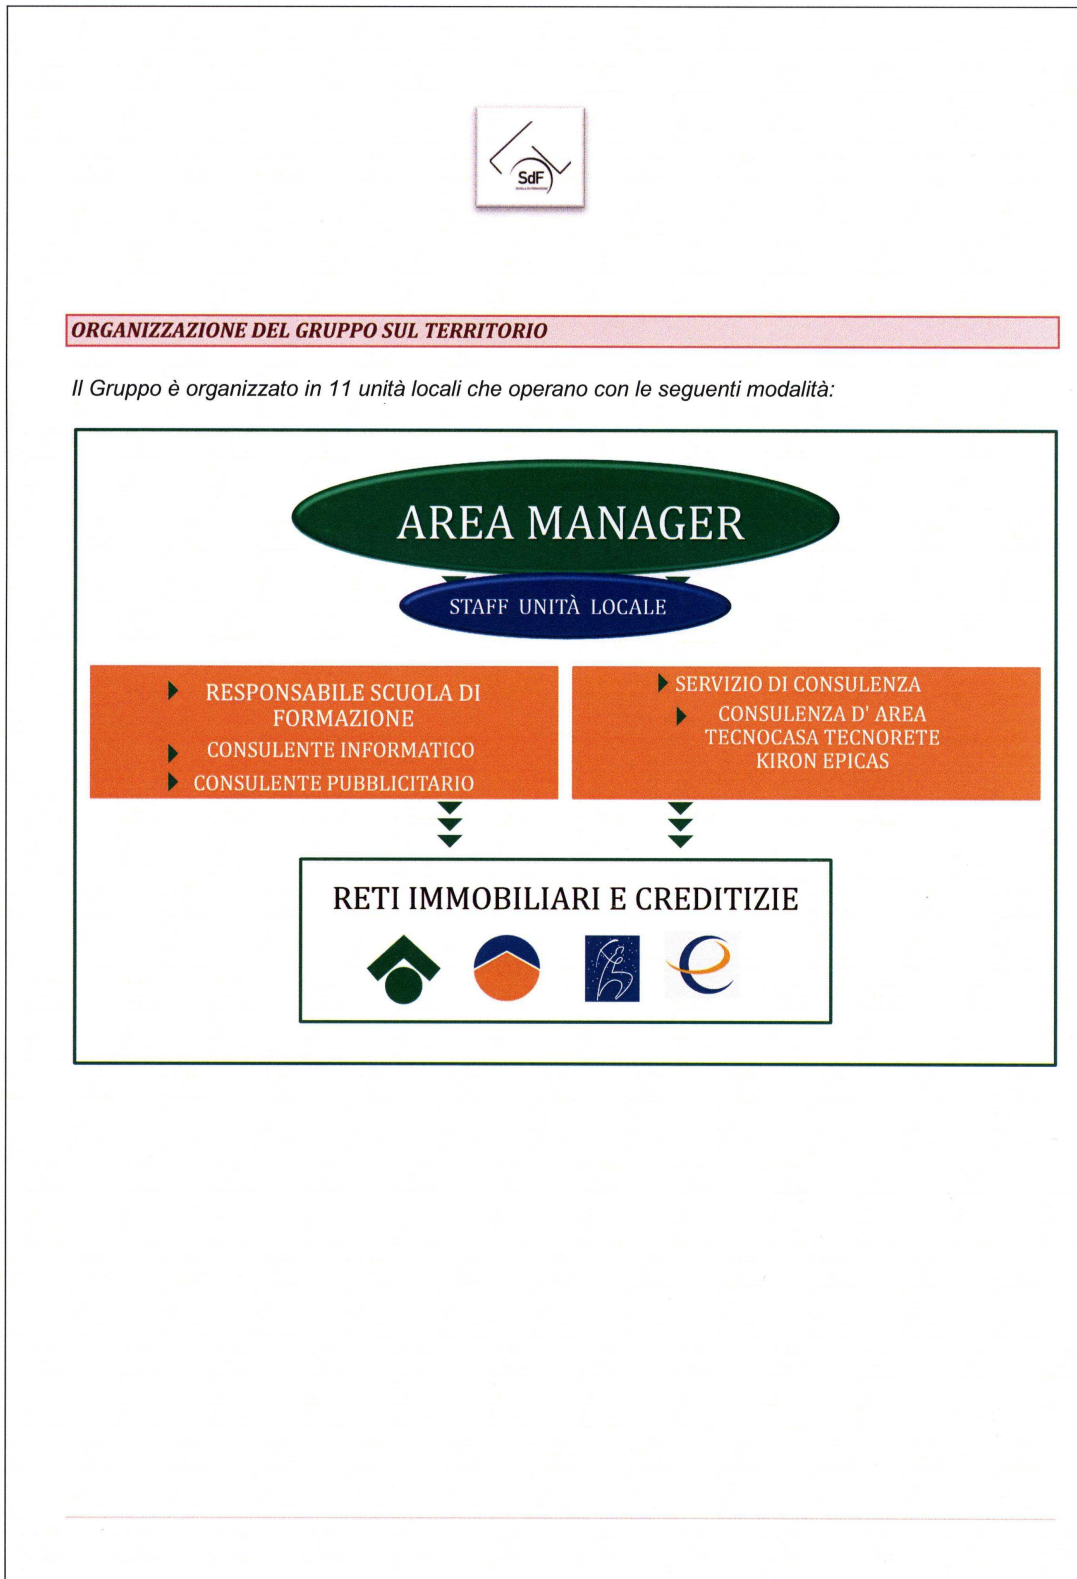 SdF
ORGANIZZAZIONE DEL GRUPPO SUL TERRITORIO
Il Gruppo è organizzato in 11 unità locali che operano con le seguenti modalità:
AREA MANAGER
STAFF UNITÀ LOCALE
RESPONSABILE SCUOLA DI
FORMAZIONE
CONSULENTE INFORMATICO
CONSULENTE PUBBLICITARIO
SERVIZIO DI CONSULENZA
CONSULENZA D' AREA
TECNOCASA TECNORETE
KIRON EPICAS
RETI IMMOBILIARI E CREDITIZIE